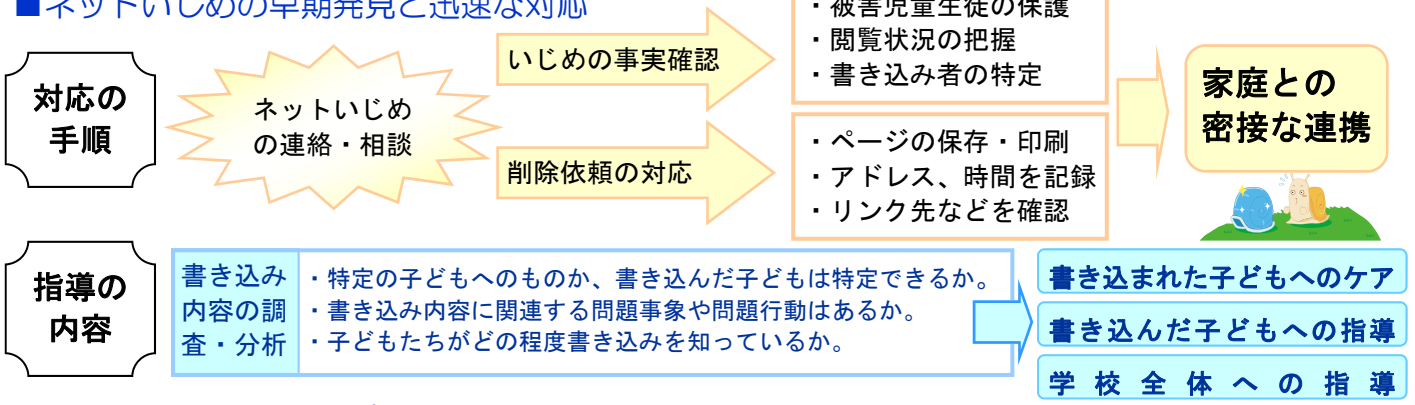 ■ネットいじめの早期発見と迅速な対応
対応の
手順
ネットいじめ
の連絡・相談
いじめの事実確認
・被害児童生徒の保護
・閲覧状況の把握
・書き込み者の特定
削除依頼の対応
・ページの保存・印刷
・アドレス、時間を記録
・リンク先などを確認
家庭との
密接な連携
指導の
内容
書き込み
内容の調
査・分析
・特定の子どもへのものか、書き込んだ子どもは特定できるか。
・書き込み内容に関連する問題事象や問題行動はあるか。
・子どもたちがどの程度書き込みを知っているか。
書き込まれた子どもへのケア
書き込んだ子どもへの指導
学校全体への指導